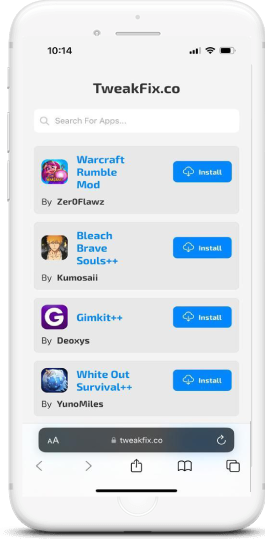 10:14
TweakFix.co
Search For Apps...
Warcraft
Rumble
Mod
Install
By Zer0Flawz
Bleach
Brave
Souls++
Install
By Kumosaii
G
Gimkit++
Install
By Deoxys
White Out
Survival++
Install
By YunoMiles
AA
tweakfix.co